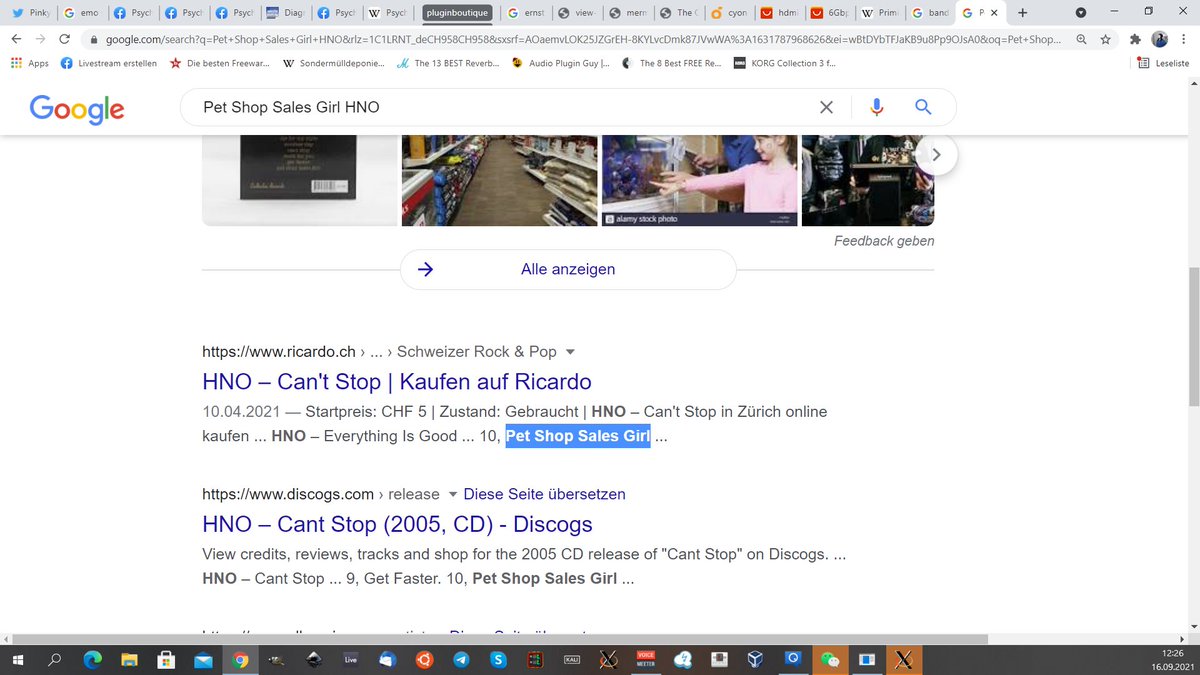 Pinky
emo
Psych
Psych
Psych
Diagr
Psych
Psych
pluginboutique
ernst
view-
merm
The C
cyon
hdmi
6Gbp
Prim
band
P
google.com/search?q=Pet+Shop+Sales+Girl+HNO&rlz=1C1LRNT_deCH958CH958&sxsrf=AOaemvLOK25JZGrEH-8KYLvcDmk87JVwWA%3A1631787968626&ei=wBtDYbTFJaKB9u8Pp9OJsA0&oq=Pet+Shop...
Apps
Livestream erstellen
Die besten Freewar...
Sondermülldeponie...
The 13 BEST Reverb...
Audio Plugin Guy |...
The 8 Best FREE Re...
KORG Collection 3 f...
Leseliste
Google
Pet Shop Sales Girl HNO
alamy stock photo
Feedback geben
Alle anzeigen
https://www.ricardo.ch › ... › Schweizer Rock & Pop
HNO – Can't Stop | Kaufen auf Ricardo
10.04.2021 — Startpreis: CHF 5 | Zustand: Gebraucht | HNO – Can't Stop in Zürich online
kaufen ... HNO – Everything Is Good ... 10, Pet Shop Sales Girl ...
https://www.discogs.com › release Diese Seite übersetzen
HNO – Cant Stop (2005, CD) - Discogs
View credits, reviews, tracks and shop for the 2005 CD release of "Cant Stop" on Discogs. ...
HNO – Cant Stop ... 9, Get Faster. 10, Pet Shop Sales Girl ...
Live
KALI
VOICE
MEETER
12:26
16.09.2021